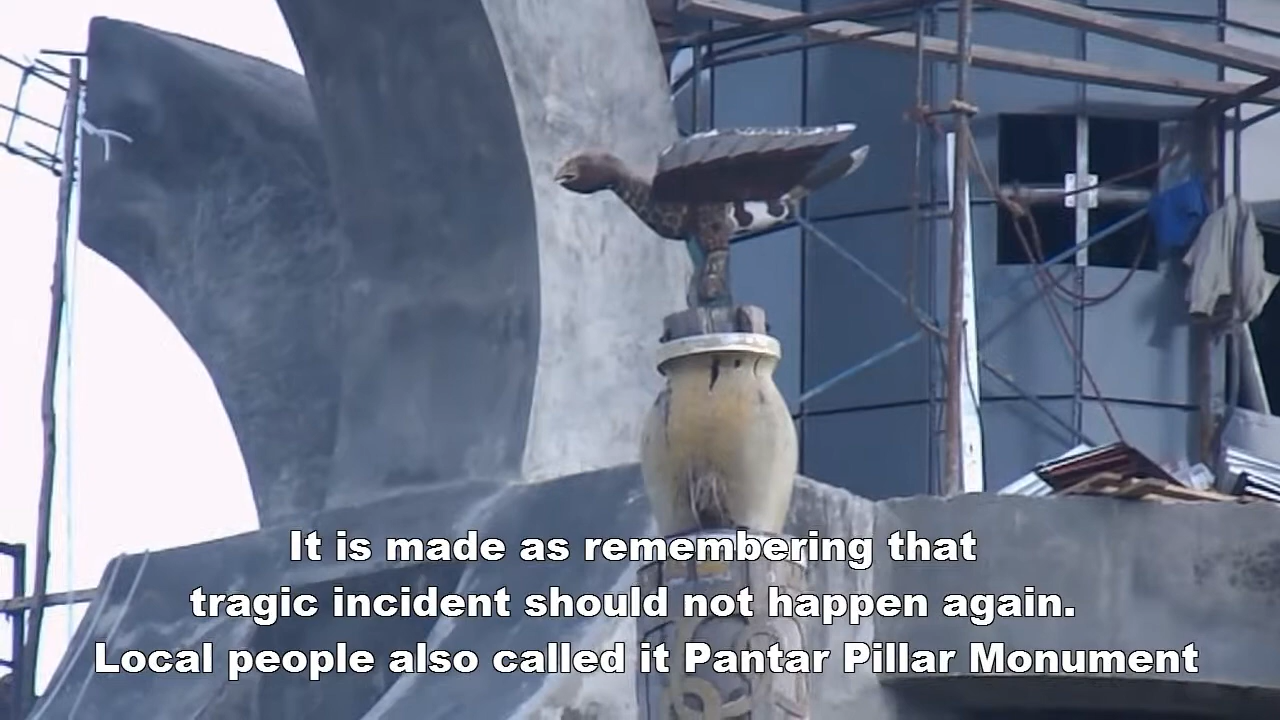 It is made as remembering that
tragic incident should not happen again.
Local people also called it Pantar Pillar Monument